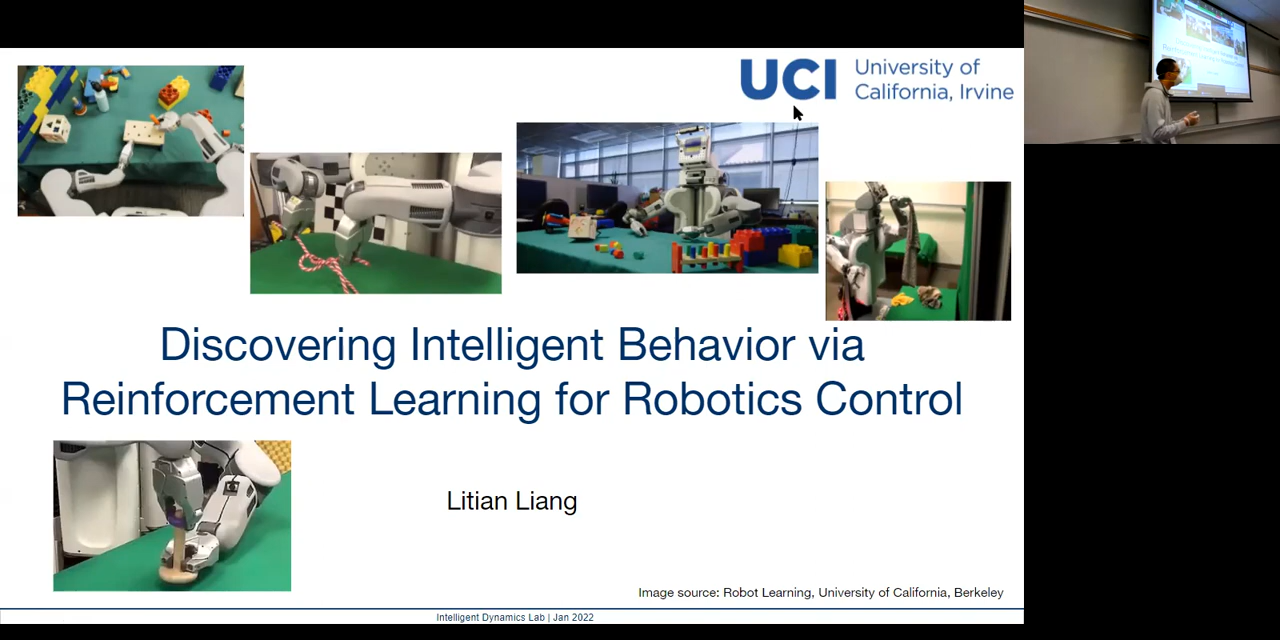 UCI University of
California, Irvine
Discovering Intelligent Behavior via
Reinforcement Learning for Robotics Control
Litian Liang
Image source: Robot Learning, University of California, Berkeley
Intelligent Dynamics Lab | Jan 2022